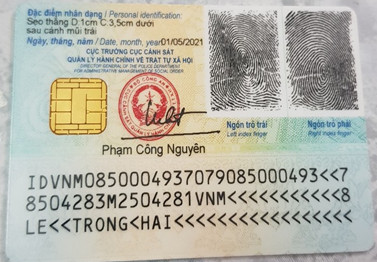 Đặc điểm nhân dạng / Personal identification:
Sẹo thẳng D:1cm C:3,5cm dưới
sau cánh mũi trái
Ngày, tháng, năm / Date, month, year 01/05/2021
CỤC TRƯỞNG CỤC CẢNH SÁT
QUẢN LÝ HÀNH CHÍNH VỀ TRẬT TỰ XÃ HỘI
DIRECTOR GENERAL OF THE POLICE DEPARTMENT
FOR ADMINISTRATIVE MANAGEMENT OF SOCIAL ORDER
Ngón trỏ trái
Left index finger
Ngón trỏ phải
Right index finger
Phạm Công Nguyên
IDVNM0850004937079085000493<<7
8504283M2504281VNM<<<<<<<<<<<8
LE<<TRONG<HAI<<<<<<<<<<<<<<<<<